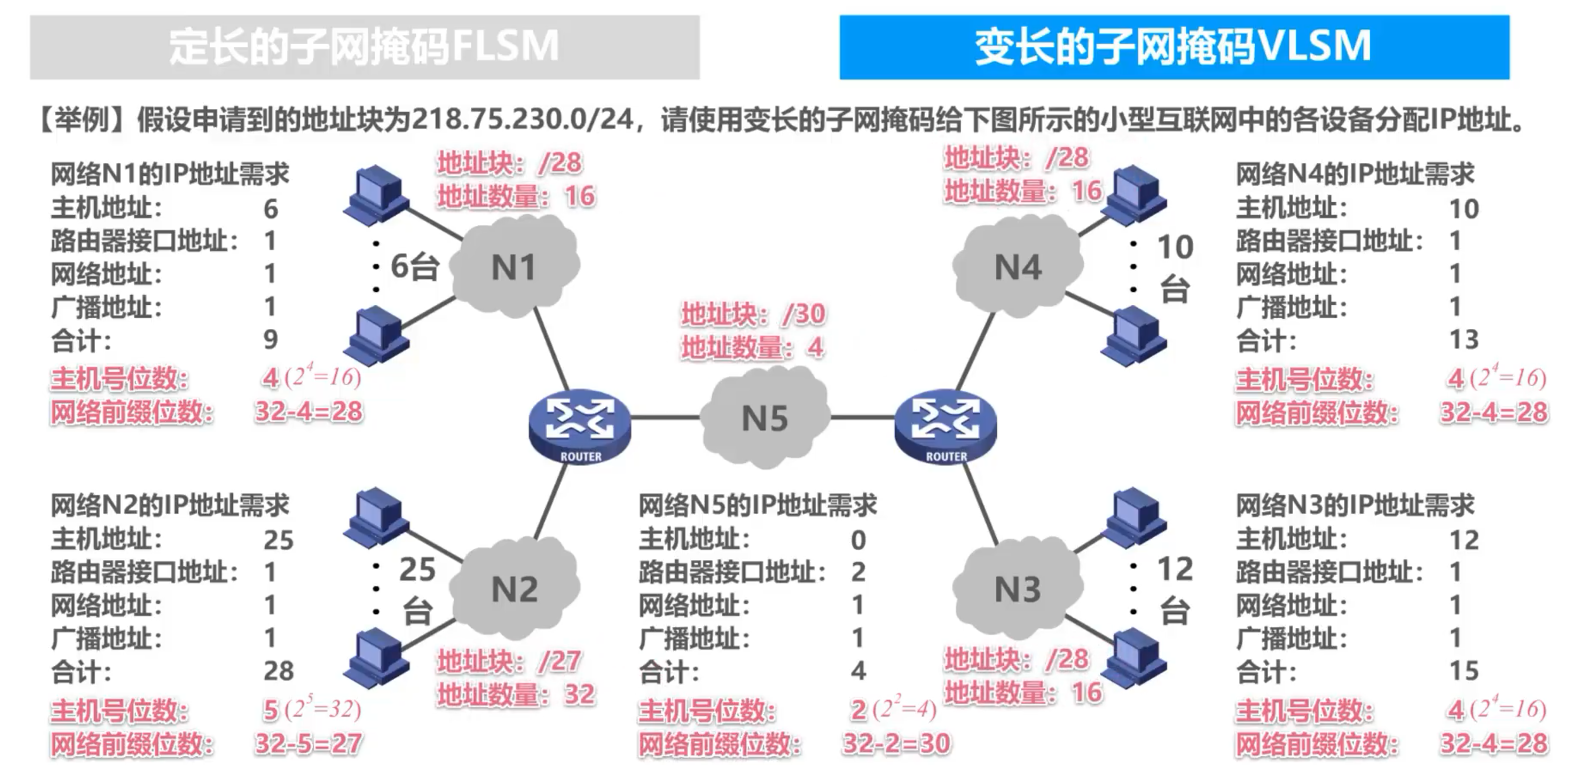 定长的子网掩码FLSM
变长的子网掩码VLSM
【举例】假设申请到的地址块为218.75.230.0/24，请使用变长的子网掩码给下图所示的小型互联网中的各设备分配IP地址。
网络N1的IP地址需求
主机地址： 6
路由器接口地址： 1
网络地址： 1
广播地址： 1
合计： 9
主机号位数： 4 (2^4=16)
网络前缀位数： 32-4=28
地址块：/28
地址数量：16
6台
N1
地址块：/28
地址数量：16
N4
10
台
网络N4的IP地址需求
主机地址： 10
路由器接口地址： 1
网络地址： 1
广播地址： 1
合计： 13
主机号位数： 4 (2^4=16)
网络前缀位数： 32-4=28
地址块：/30
地址数量：4
N5
ROUTER
ROUTER
网络N2的IP地址需求
主机地址： 25
路由器接口地址： 1
网络地址： 1
广播地址： 1
合计： 28
主机号位数： 5 (2^5=32)
网络前缀位数： 32-5=27
25
台
N2
地址块：/27
地址数量：32
网络N5的IP地址需求
主机地址： 0
路由器接口地址： 2
网络地址： 1
广播地址： 1
合计： 4
主机号位数： 2 (2^2=4)
网络前缀位数： 32-2=30
N3
12
台
地址块：/28
地址数量：16
网络N3的IP地址需求
主机地址： 12
路由器接口地址： 1
网络地址： 1
广播地址： 1
合计： 15
主机号位数： 4 (2^4=16)
网络前缀位数： 32-4=28